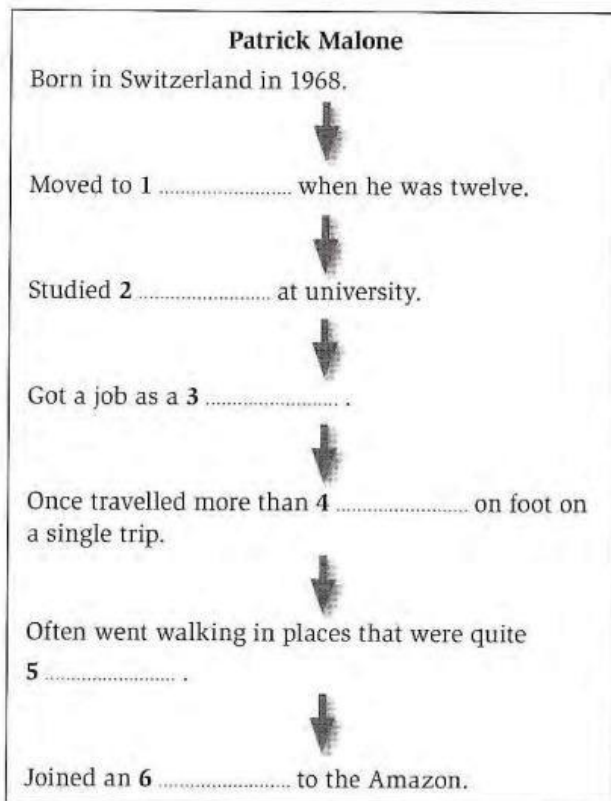 Patrick Malone
Born in Switzerland in 1968.
Moved to 1 ........................ when he was twelve.
Studied 2 ........................ at university.
Got a job as a 3 ........................ .
Once travelled more than 4 ........................ on foot on
a single trip.
Often went walking in places that were quite
5 ........................ .
Joined an 6 ........................ to the Amazon.